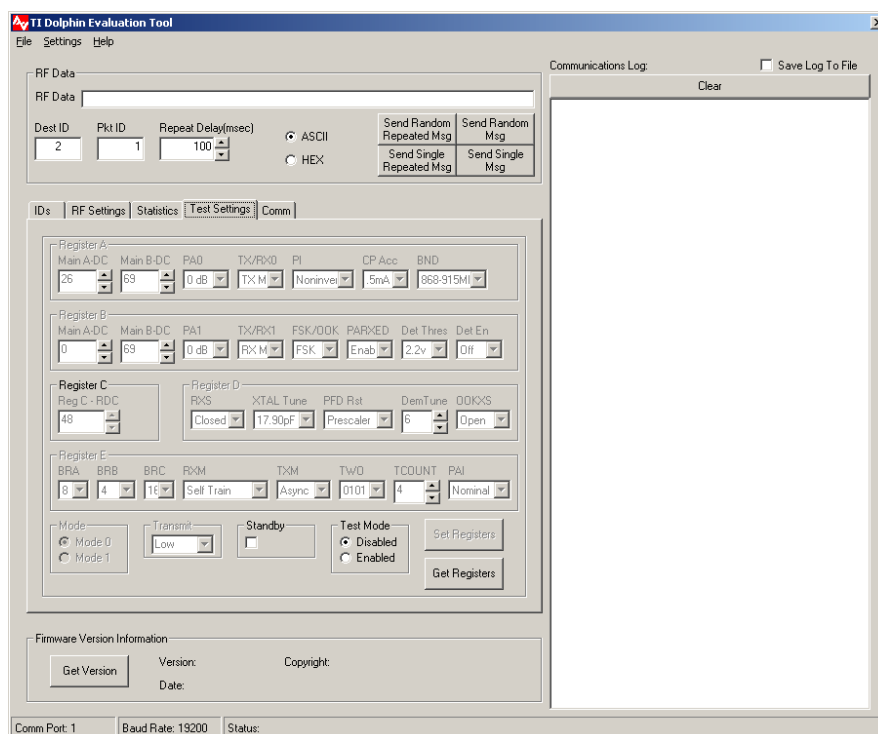 TI Dolphin Evaluation Tool
File Settings Help
RF Data
RF Data
Dest ID Pkt ID Repeat Delay(msec)
2 1 100
ASCII
HEX
Send Random Repeated Msg
Send Random Msg
Send Single Repeated Msg
Send Single Msg
Communications Log: Save Log To File
Clear
IDs RF Settings Statistics Test Settings Comm
Register A
Main A-DC Main B-DC PA0 TX/RX0 PI CP Acc BND
26 69 0 dB TX M Noninver .5mA 868-915MI
Register B
Main A-DC Main B-DC PA1 TX/RX1 FSK/OOK PARXED Det Thres Det En
0 69 0 dB RX M FSK Enab 2.2v Off
Register C
Reg C - RDC
48
Register D
RXS XTAL Tune PFD Rst DemTune OOKXS
Closed 17.90pF Prescaler 6 Open
Register E
BRA BRB BRC RXM TXM TWO TCOUNT PAI
8 4 16 Self Train Async 0101 4 Nominal
Mode
Mode 0
Mode 1
Transmit
Low
Standby
Test Mode
Disabled
Enabled
Set Registers
Get Registers
Firmware Version Information
Get Version
Version: Copyright:
Date:
Comm Port: 1 Baud Rate: 19200 Status: